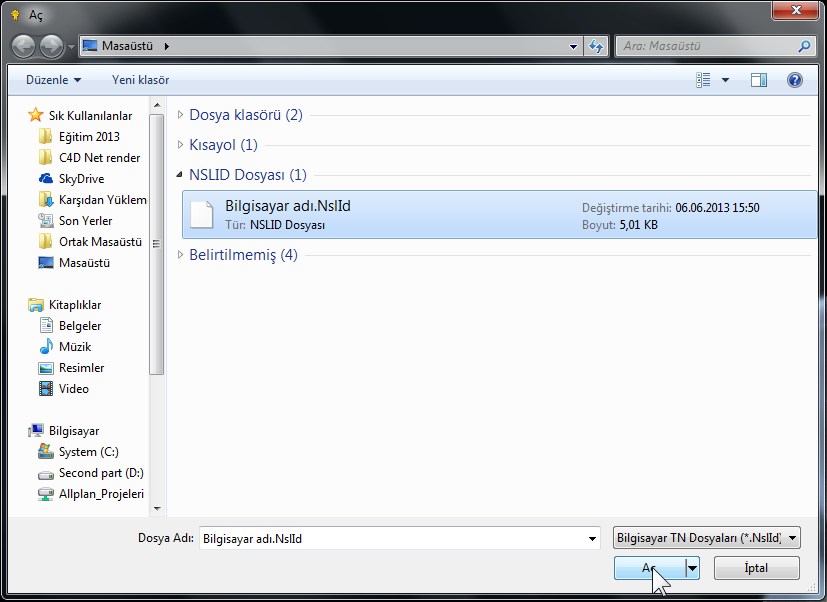 Aç
Masaüstü
Ara: Masaüstü
Düzenle
Yeni klasör
Sık Kullanılanlar
Eğitim 2013
C4D Net render
SkyDrive
Karşıdan Yüklem
Son Yerler
Ortak Masaüstü
Masaüstü
Kitaplıklar
Belgeler
Müzik
Resimler
Video
Bilgisayar
System (C:)
Second part (D:)
Allplan_Projeleri
Dosya klasörü (2)
Kısayol (1)
NSLID Dosyası (1)
Bilgisayar adı.NslId
Tür: NSLID Dosyası
Değiştirme tarihi: 06.06.2013 15:50
Boyut: 5,01 KB
Belirtilmemiş (4)
Dosya Adı: Bilgisayar adı.NslId
Bilgisayar TN Dosyaları (*.NslId)
Aç
İptal